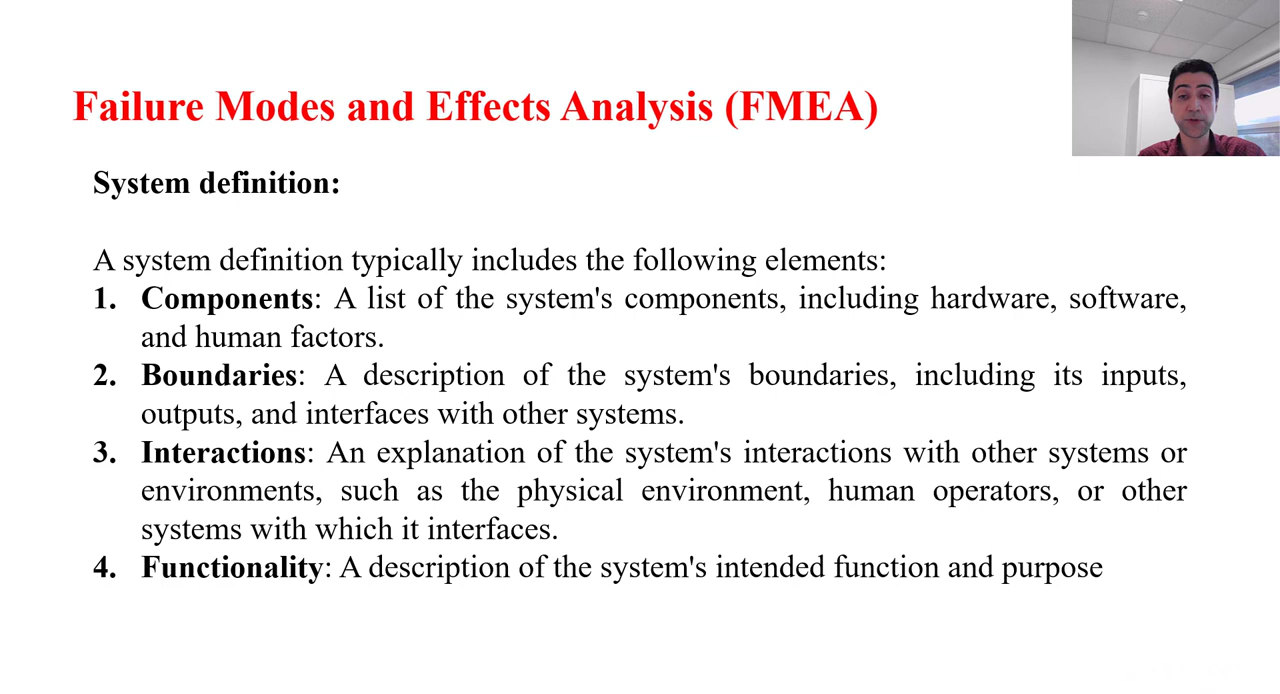 Failure Modes and Effects Analysis (FMEA)
System definition:
A system definition typically includes the following elements:
1. Components: A list of the system's components, including hardware, software,
and human factors.
2. Boundaries: A description of the system's boundaries, including its inputs,
outputs, and interfaces with other systems.
3. Interactions: An explanation of the system's interactions with other systems or
environments, such as the physical environment, human operators, or other
systems with which it interfaces.
4. Functionality: A description of the system's intended function and purpose